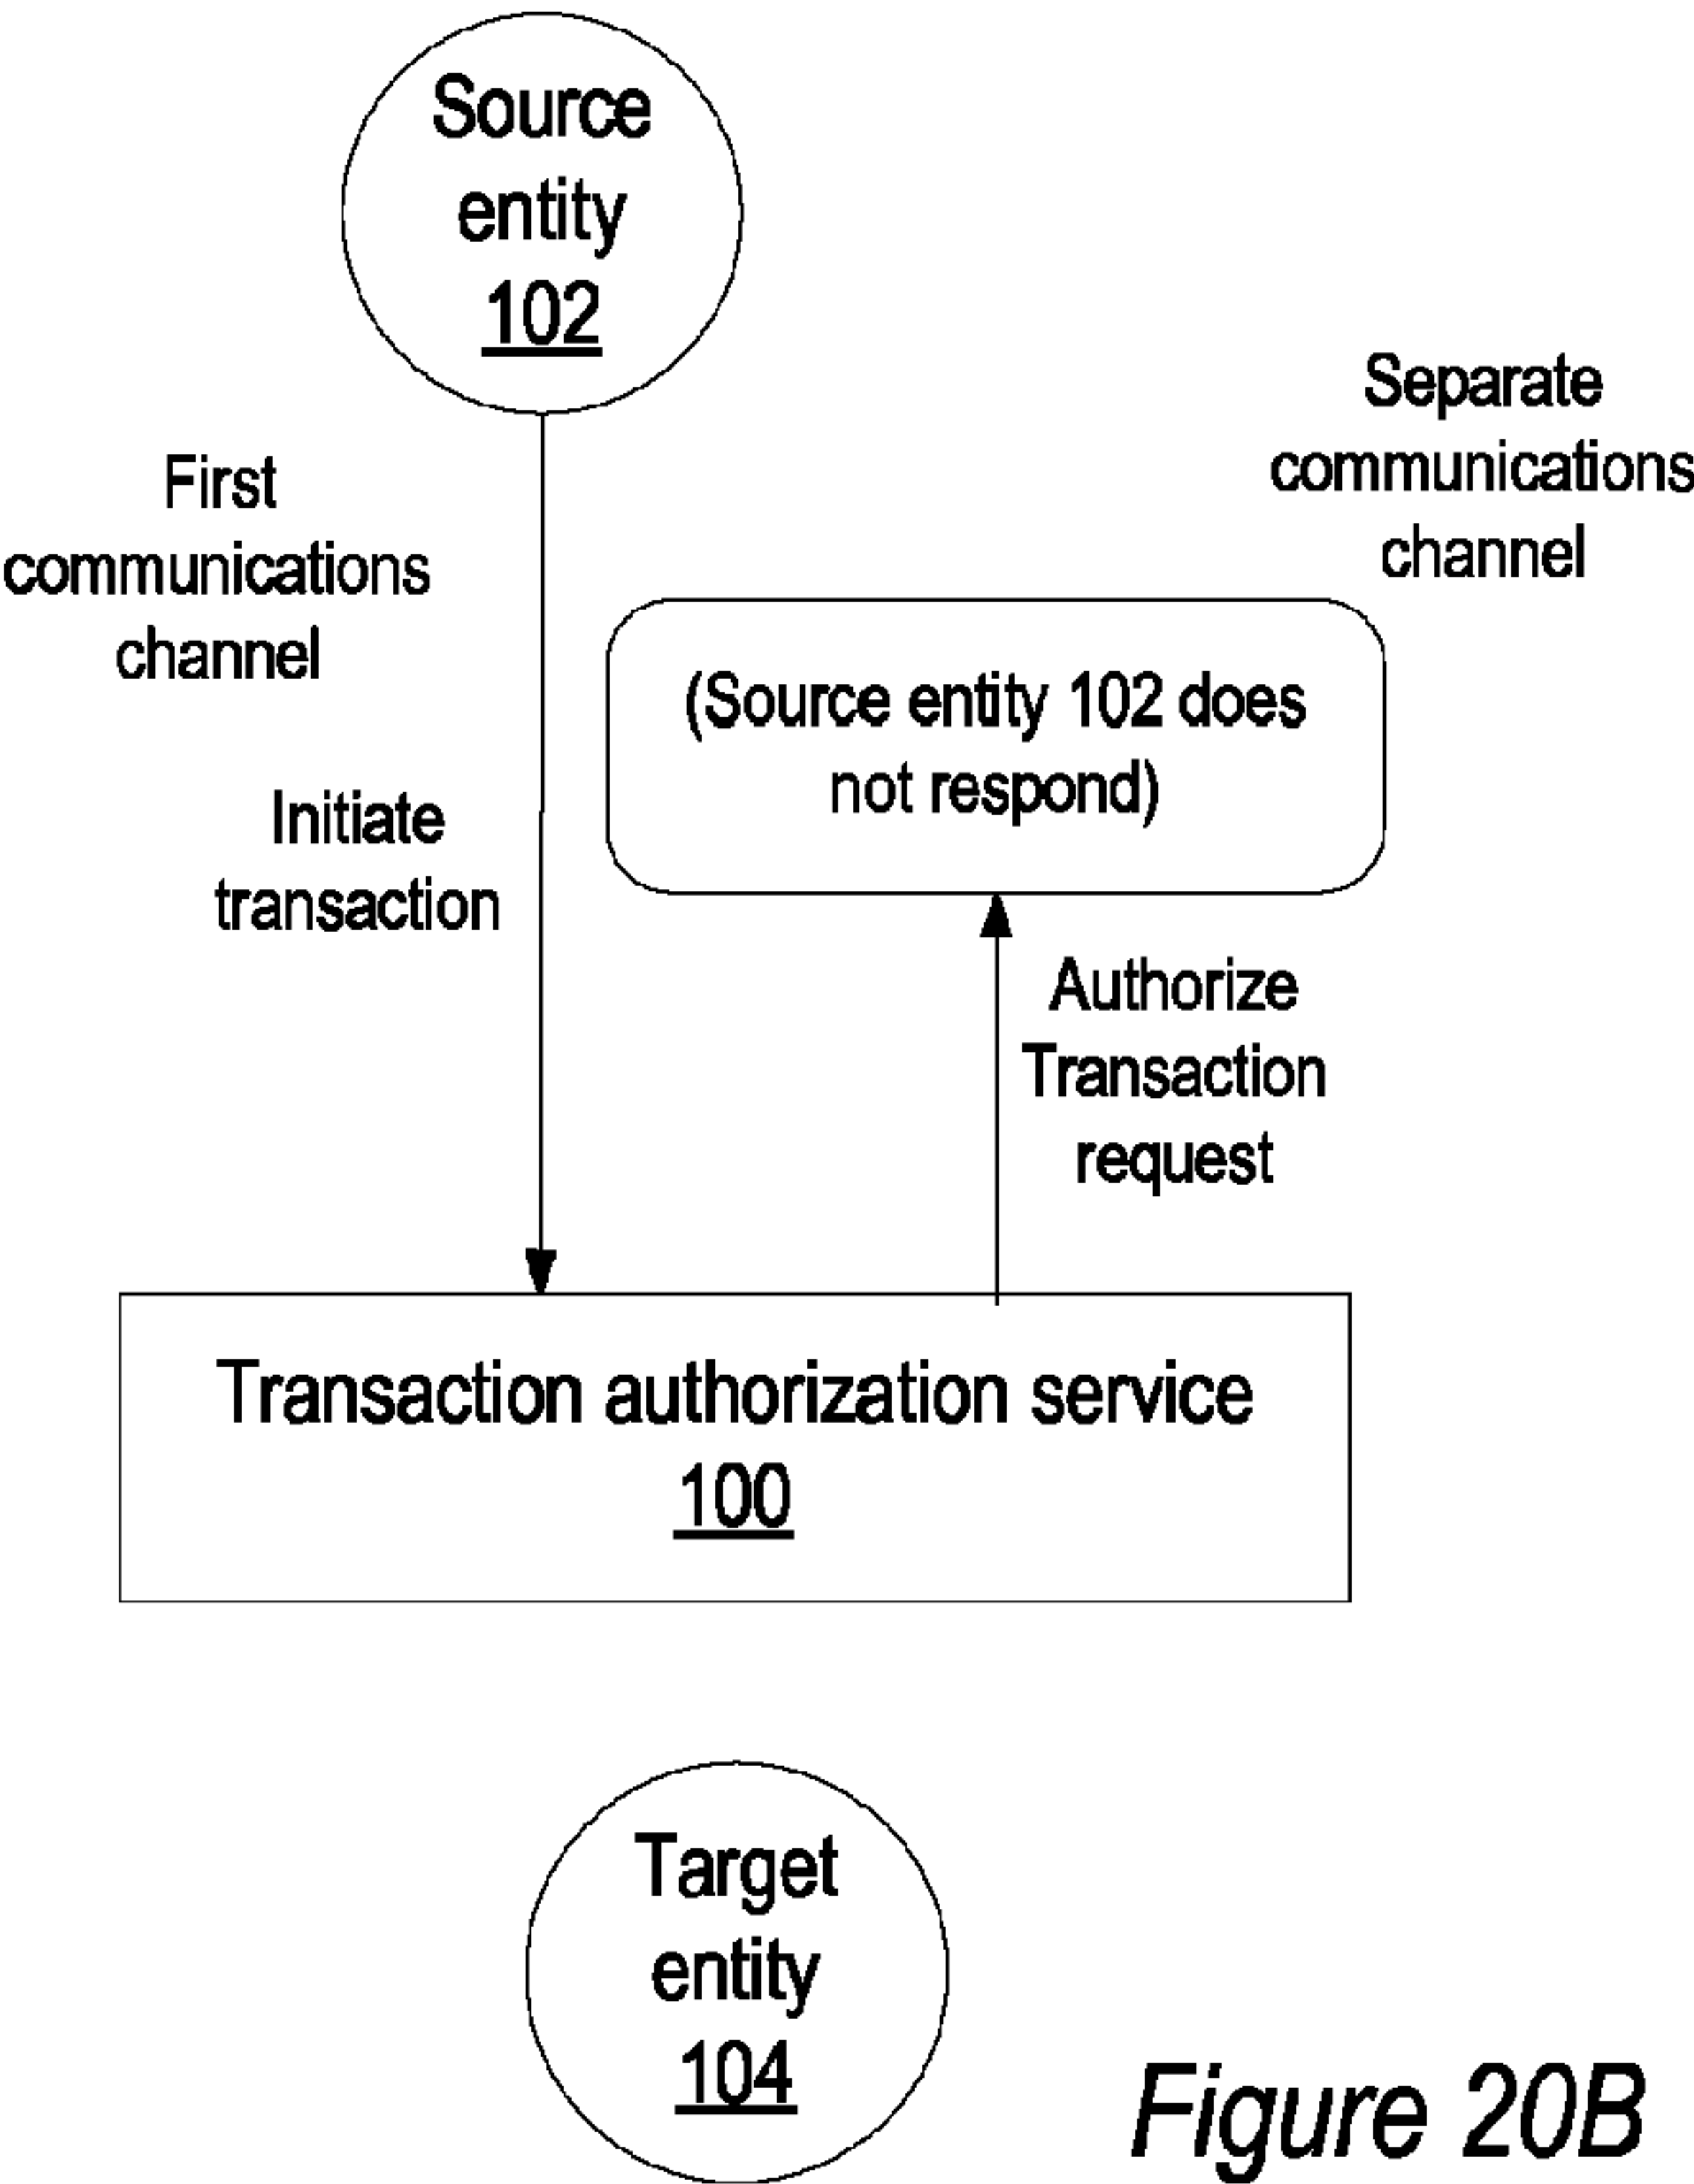 Source
entity
102
Separate
communications
channel
First
communications
channel
(Source entity 102 does
not respond)
Initiate
transaction
Authorize
Transaction
request
Transaction authorization service
100
Target
entity
104
Figure 20B